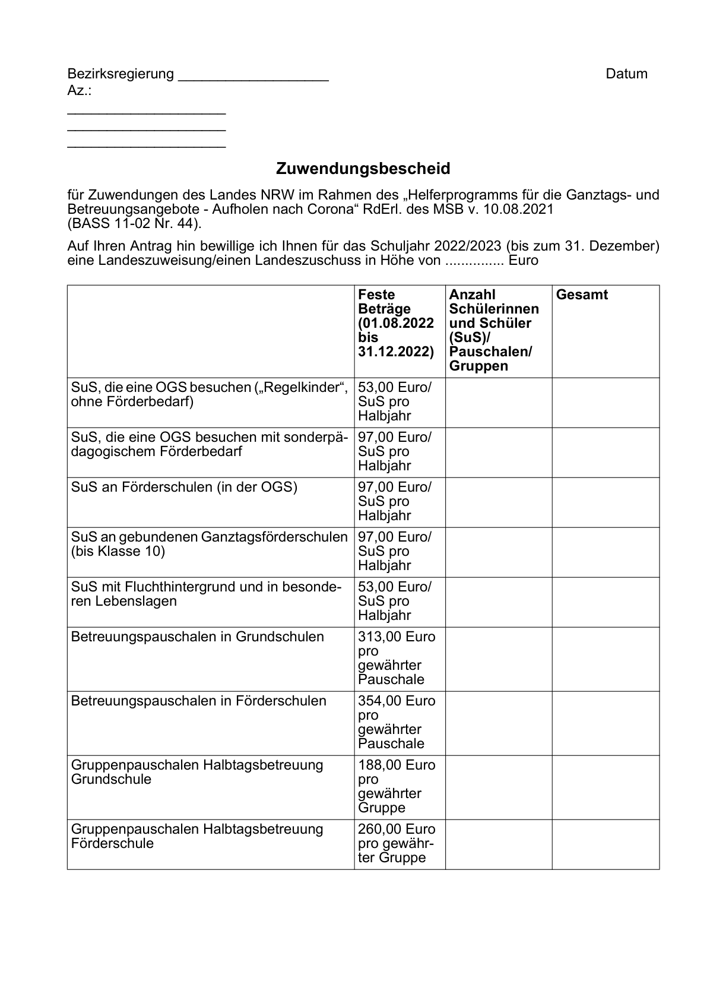 Bezirksregierung ___________________ Datum
Az.:
____________________
____________________
____________________
Zuwendungsbescheid
für Zuwendungen des Landes NRW im Rahmen des „Helferprogramms für die Ganztags- und
Betreuungsangebote - Aufholen nach Corona“ RdErl. des MSB v. 10.08.2021
(BASS 11-02 Nr. 44).
Auf Ihren Antrag hin bewillige ich Ihnen für das Schuljahr 2022/2023 (bis zum 31. Dezember)
eine Landeszuweisung/einen Landeszuschuss in Höhe von ............... Euro
Feste
Beträge
(01.08.2022
bis
31.12.2022)
Anzahl
Schülerinnen
und Schüler
(SuS)/
Pauschalen/
Gruppen
Gesamt
SuS, die eine OGS besuchen („Regelkinder“,
ohne Förderbedarf)
53,00 Euro/
SuS pro
Halbjahr
SuS, die eine OGS besuchen mit sonderpä-
dagogischem Förderbedarf
97,00 Euro/
SuS pro
Halbjahr
SuS an Förderschulen (in der OGS)
97,00 Euro/
SuS pro
Halbjahr
SuS an gebundenen Ganztagsförderschulen
(bis Klasse 10)
97,00 Euro/
SuS pro
Halbjahr
SuS mit Fluchthintergrund und in besonde-
ren Lebenslagen
53,00 Euro/
SuS pro
Halbjahr
Betreuungspauschalen in Grundschulen
313,00 Euro
pro
gewährter
Pauschale
Betreuungspauschalen in Förderschulen
354,00 Euro
pro
gewährter
Pauschale
Gruppenpauschalen Halbtagsbetreuung
Grundschule
188,00 Euro
pro
gewährter
Gruppe
Gruppenpauschalen Halbtagsbetreuung
Förderschule
260,00 Euro
pro gewähr-
ter Gruppe